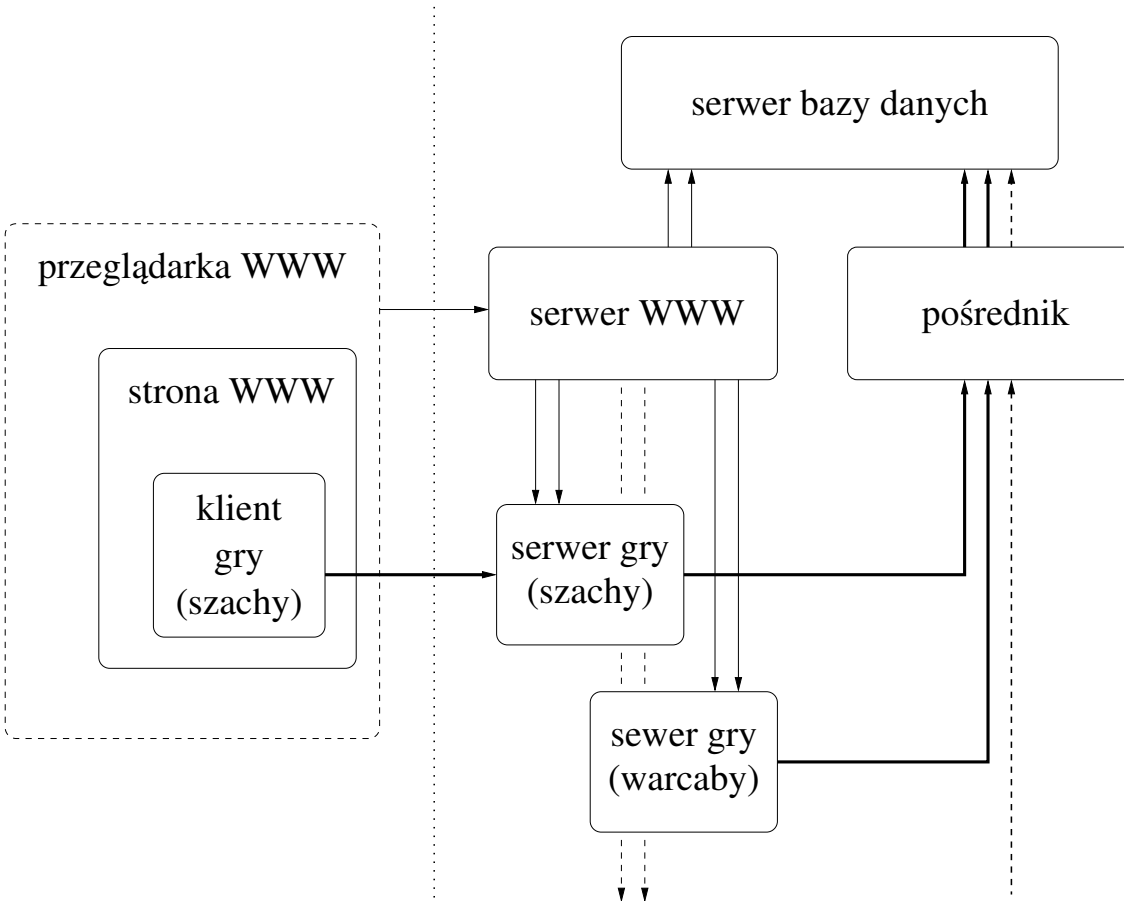 serwer bazy danych
przeglądarka WWW
serwer WWW
pośrednik
strona WWW
klient
gry
(szachy)
serwer gry
(szachy)
sewer gry
(warcaby)